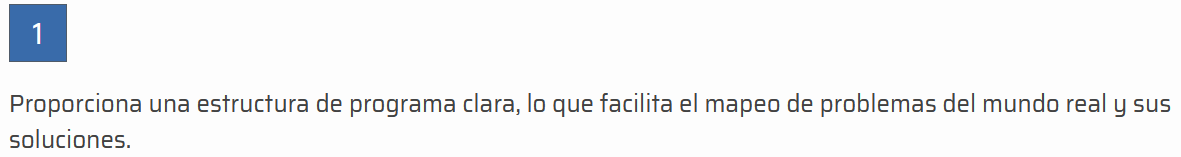 1
Proporciona una estructura de programa clara, lo que facilita el mapeo de problemas del mundo real y sus
soluciones.